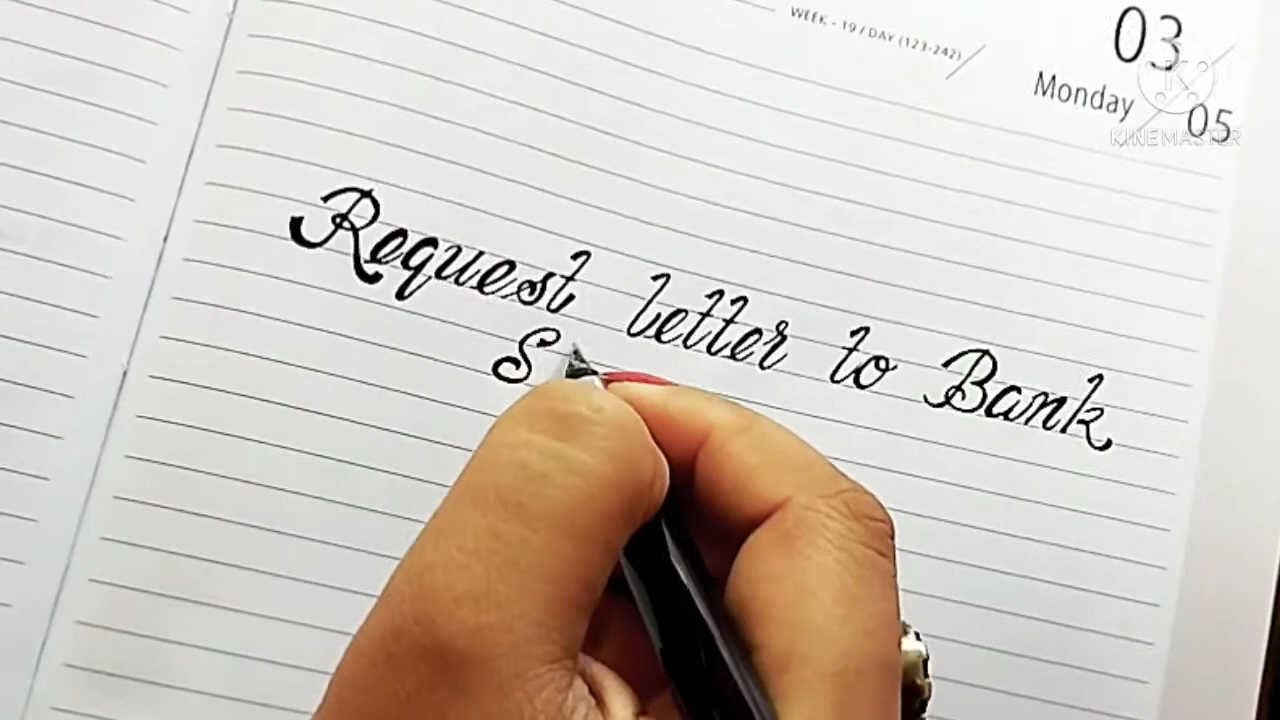 WEEK - 19 / DAY (123-242)
03
Monday
05
KINEMASTER
Request letter to Bank
S